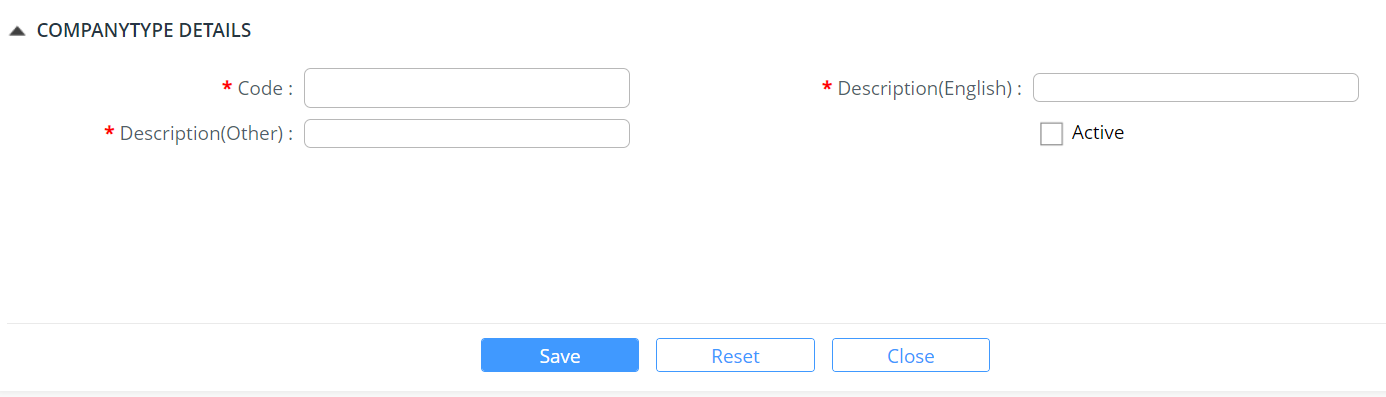 COMPANYTYPE DETAILS
* Code :
* Description(English) :
* Description(Other) :
Active
Save
Reset
Close